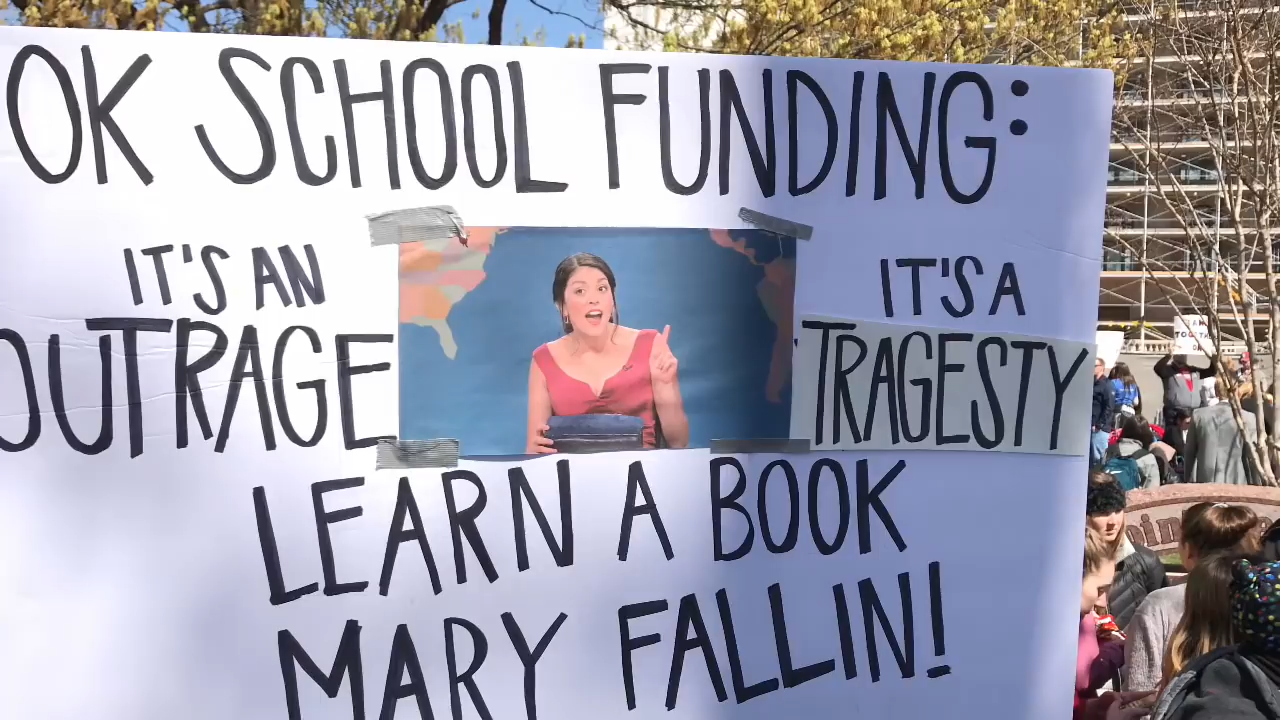 OK SCHOOL FUNDING:
IT'S AN
OUTRAGE
IT'S A
TRAGESTY
LEARN A BOOK
MARY FALLIN!